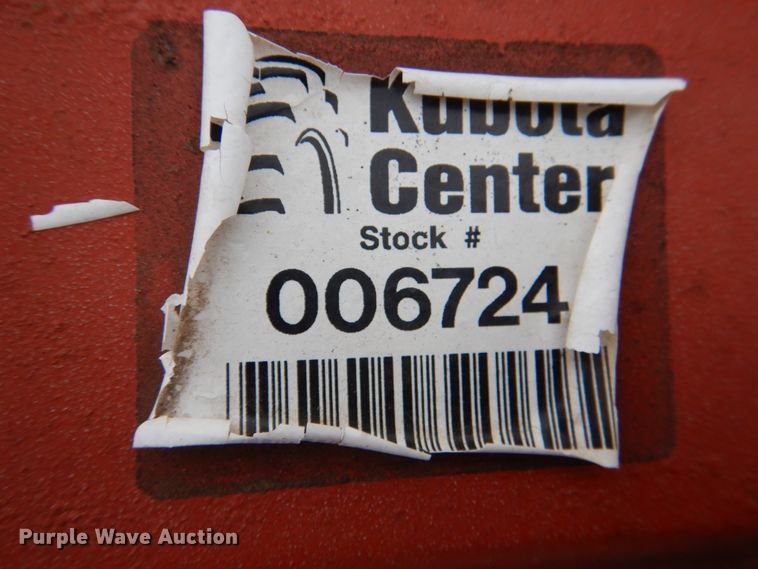 Kubota
Center
Stock #
006724
Purple Wave Auction